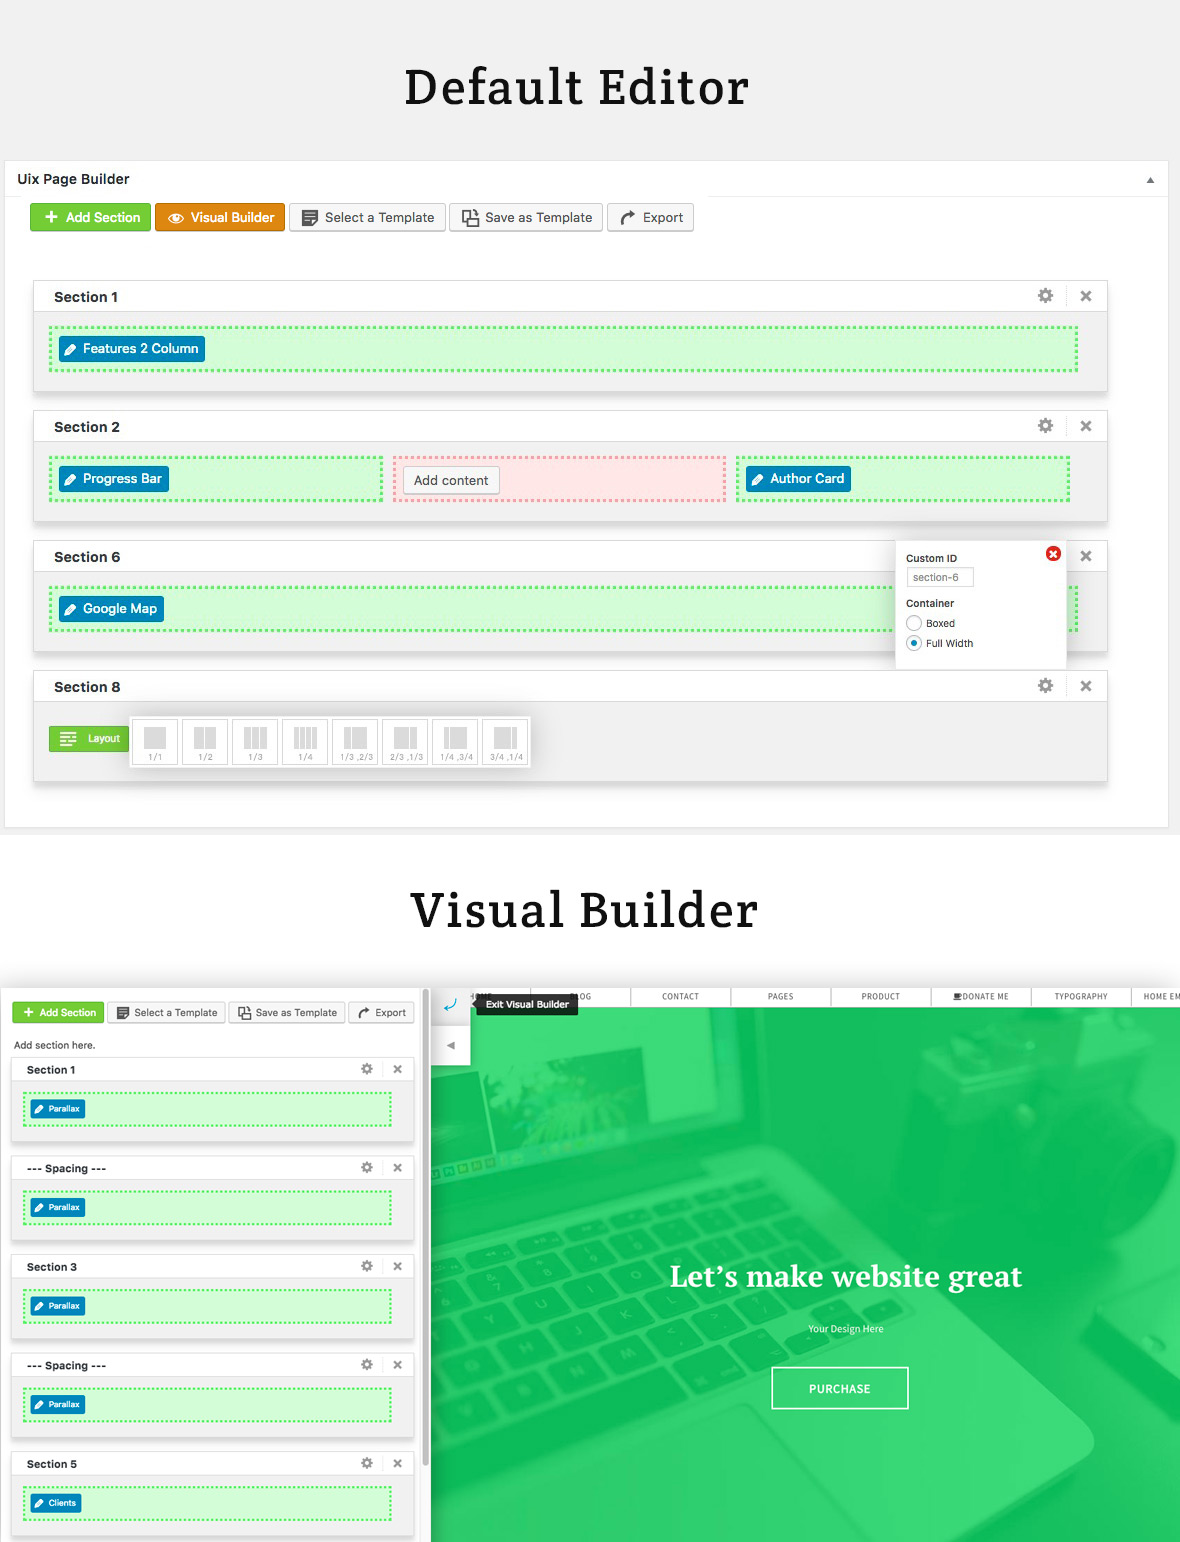 Default Editor
Uix Page Builder
Add Section
Visual Builder
Select a Template
Save as Template
Export
Section 1
Features 2 Column
Section 2
Progress Bar
Add content
Author Card
Section 6
Google Map
Custom ID
section-6
Container
Boxed
Full Width
Section 8
Layout
1/1
1/2
1/3
1/4
1/3 ,2/3
2/3 ,1/3
1/4 ,3/4
3/4 ,1/4
Visual Builder
Add Section
Select a Template
Save as Template
Export
Exit Visual Builder
CONTACT
PAGES
PRODUCT
DONATE ME
TYPOGRAPHY
HOME EM
Add section here.
Section 1
Parallax
--- Spacing ---
Parallax
Section 3
Parallax
--- Spacing ---
Parallax
Section 5
Clients
Let's make website great
Your Design Here
PURCHASE